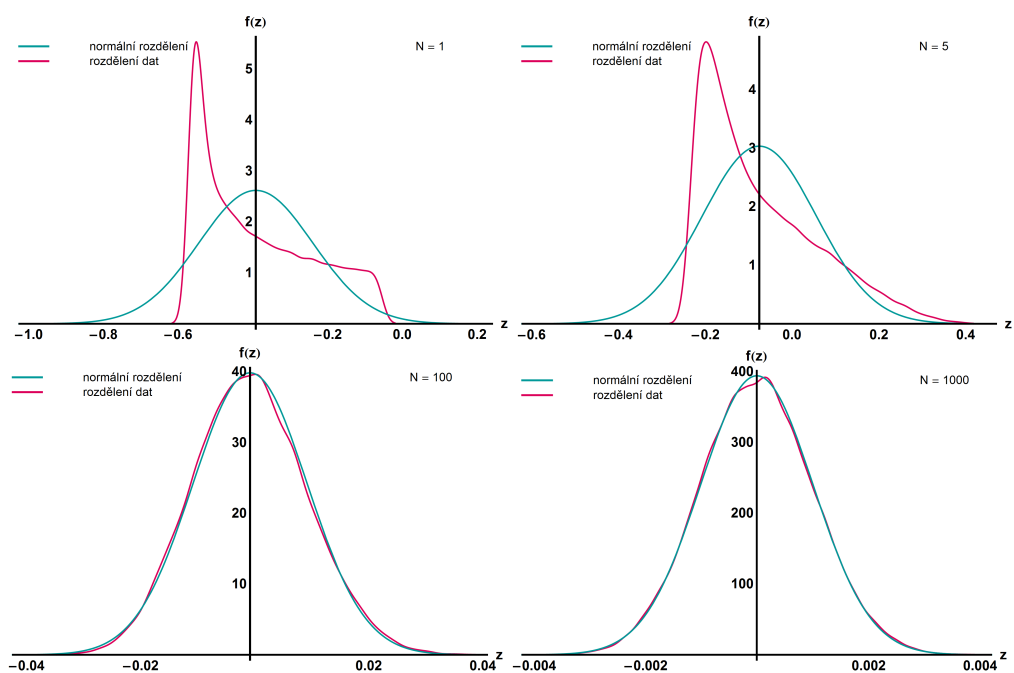 f(z)
normální rozdělení
rozdělení dat
N = 1
5
4
3
2
1
−1.0 −0.8 −0.6 −0.2 0.0 0.2 z
f(z)
normální rozdělení
rozdělení dat
N = 5
4
3
2
1
−0.6 −0.4 −0.2 0.0 0.2 0.4 z
f(z)
normální rozdělení
rozdělení dat
N = 100
40
30
20
10
−0.04 −0.02 0.02 0.04 z
f(z)
normální rozdělení
rozdělení dat
N = 1000
400
300
200
100
−0.004 −0.002 0.002 0.004 z